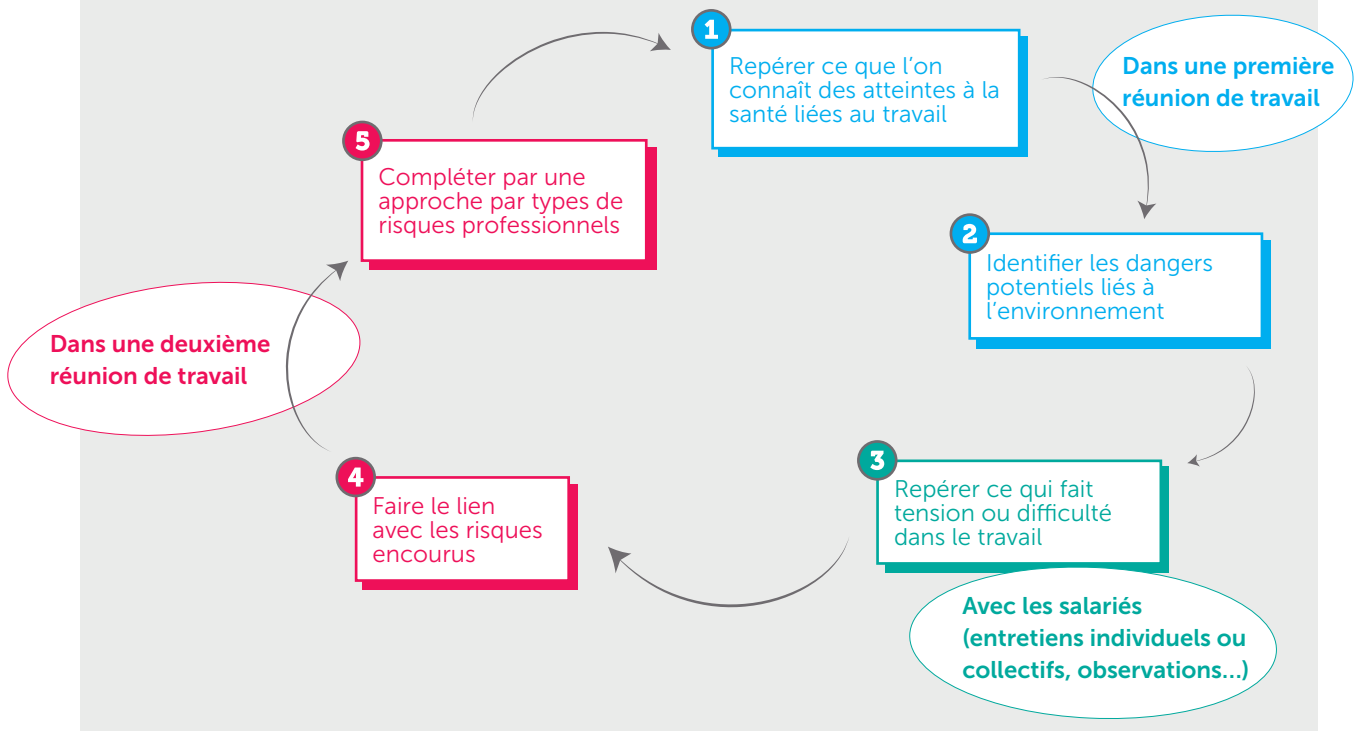 1
Repérer ce que l’on
connaît des atteintes à la
santé liées au travail
Dans une première
réunion de travail
2
Identifier les dangers
potentiels liés à
l’environnement
3
Repérer ce qui fait
tension ou difficulté
dans le travail
Avec les salariés
(entretiens individuels ou
collectifs, observations...)
4
Faire le lien
avec les risques
encourus
Dans une deuxième
réunion de travail
5
Compléter par une
approche par types de
risques professionnels